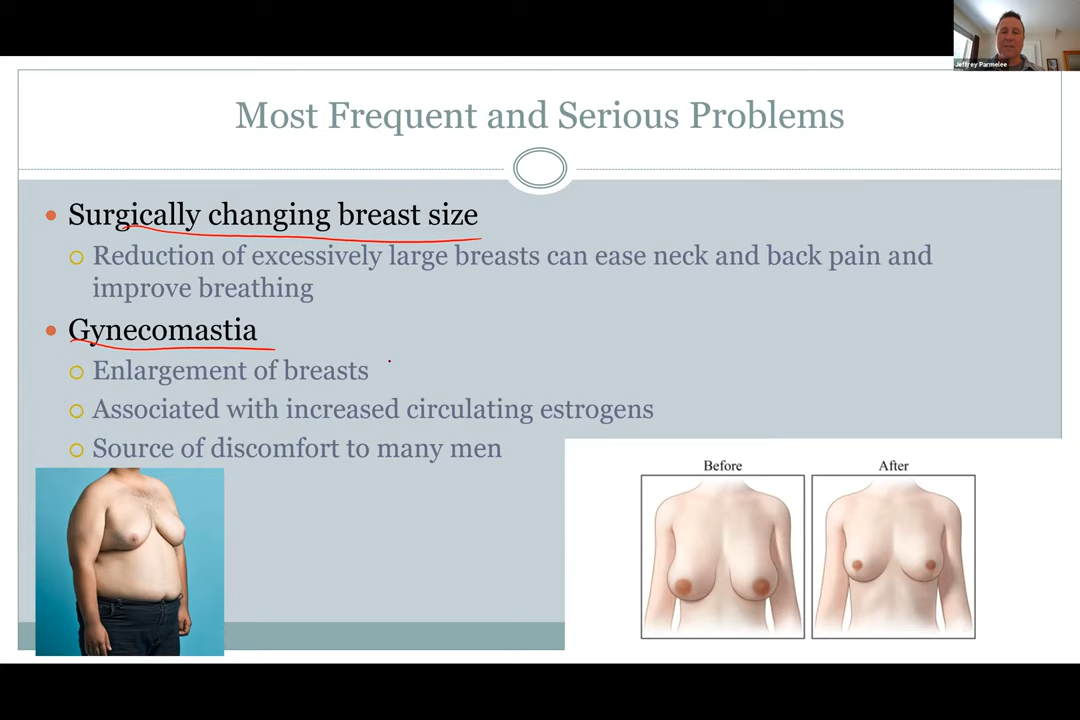 Jeffrey Parmelee
Most Frequent and Serious Problems
Surgically changing breast size
Reduction of excessively large breasts can ease neck and back pain and
improve breathing
Gynecomastia
Enlargement of breasts
Associated with increased circulating estrogens
Source of discomfort to many men
Before
After